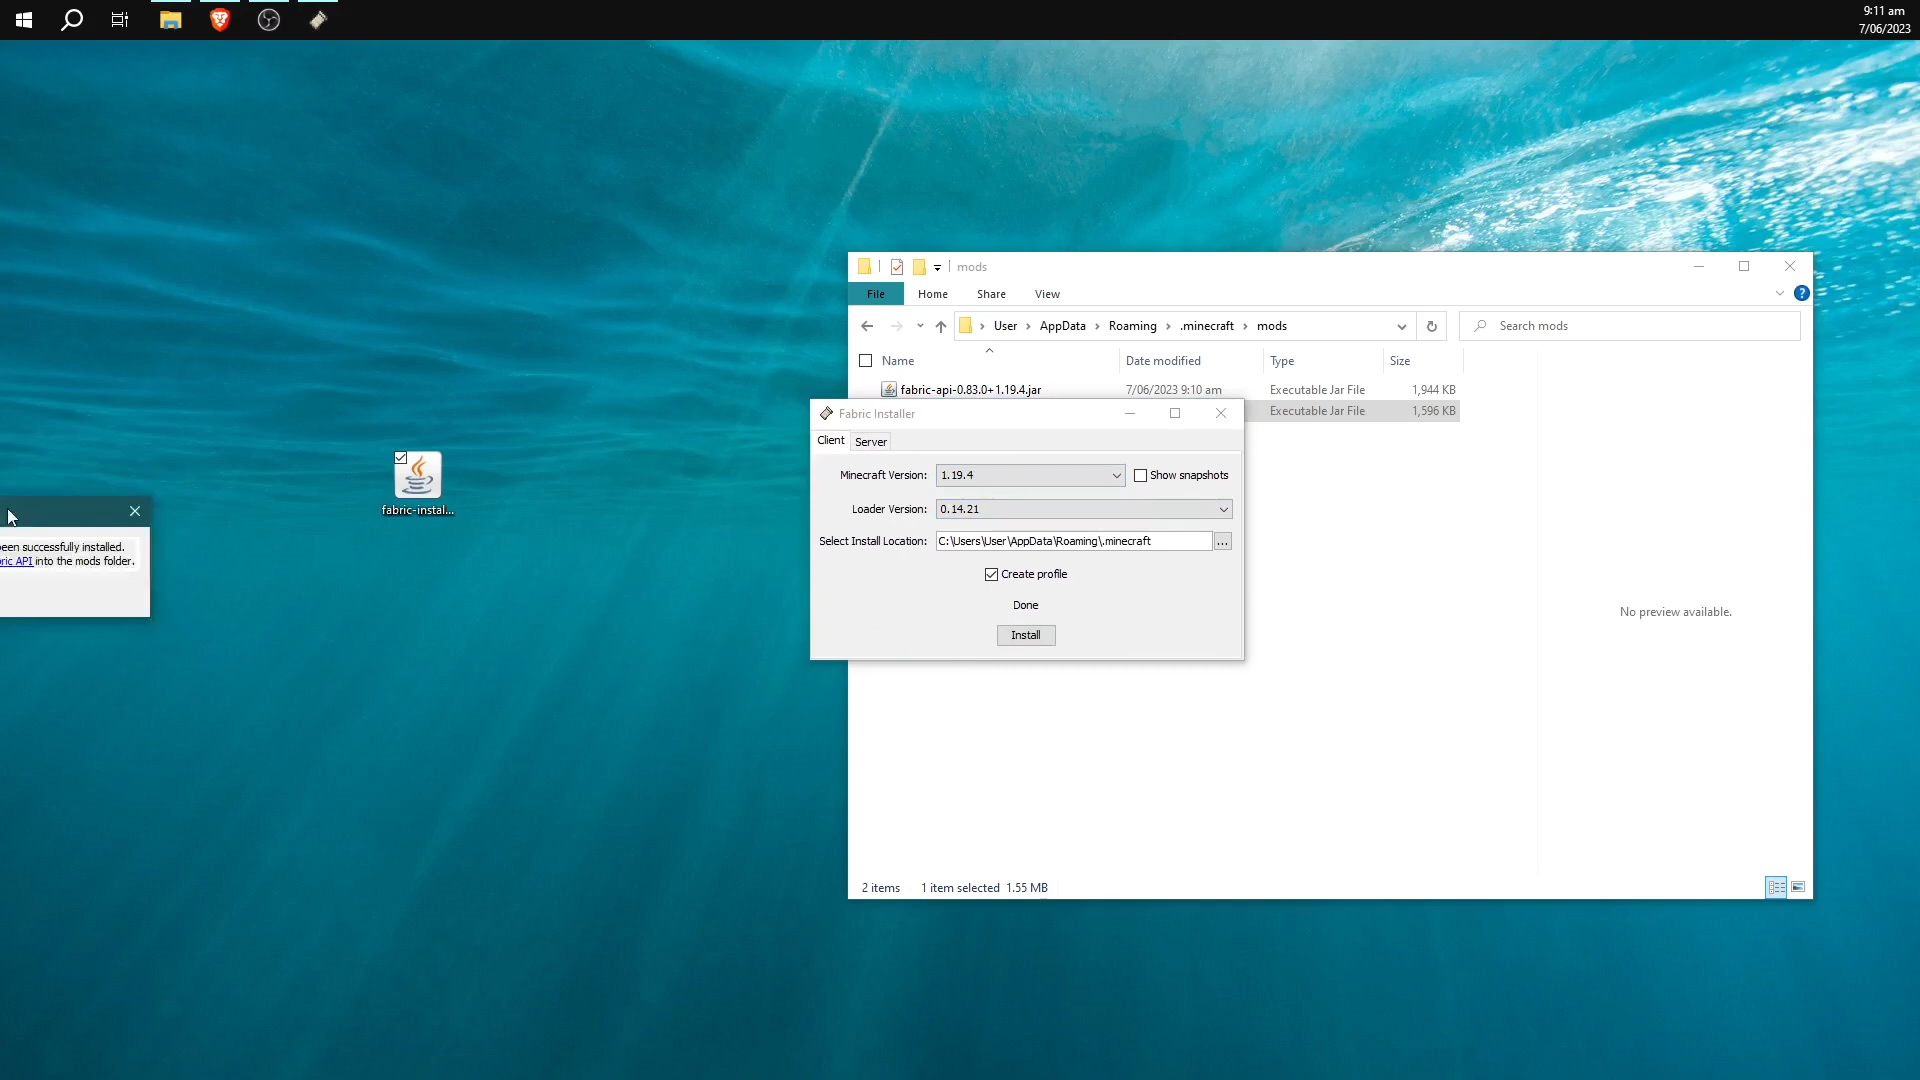 9:11 am
7/06/2023
mods
File
Home
Share
View
User
AppData
Roaming
.minecraft
mods
Search mods
Name
Date modified
Type
Size
fabric-api-0.83.0+1.19.4.jar
7/06/2023 9:10 am
Executable Jar File
1,944 KB
Executable Jar File
1,596 KB
Fabric Installer
Client
Server
Minecraft Version:
1.19.4
Show snapshots
Loader Version:
0.14.21
Select Install Location:
C:\Users\User\AppData\Roaming\.minecraft
...
Create profile
Done
Install
fabric-instal...
een successfully installed.
ric API into the mods folder.
No preview available.
2 items
1 item selected 1.55 MB